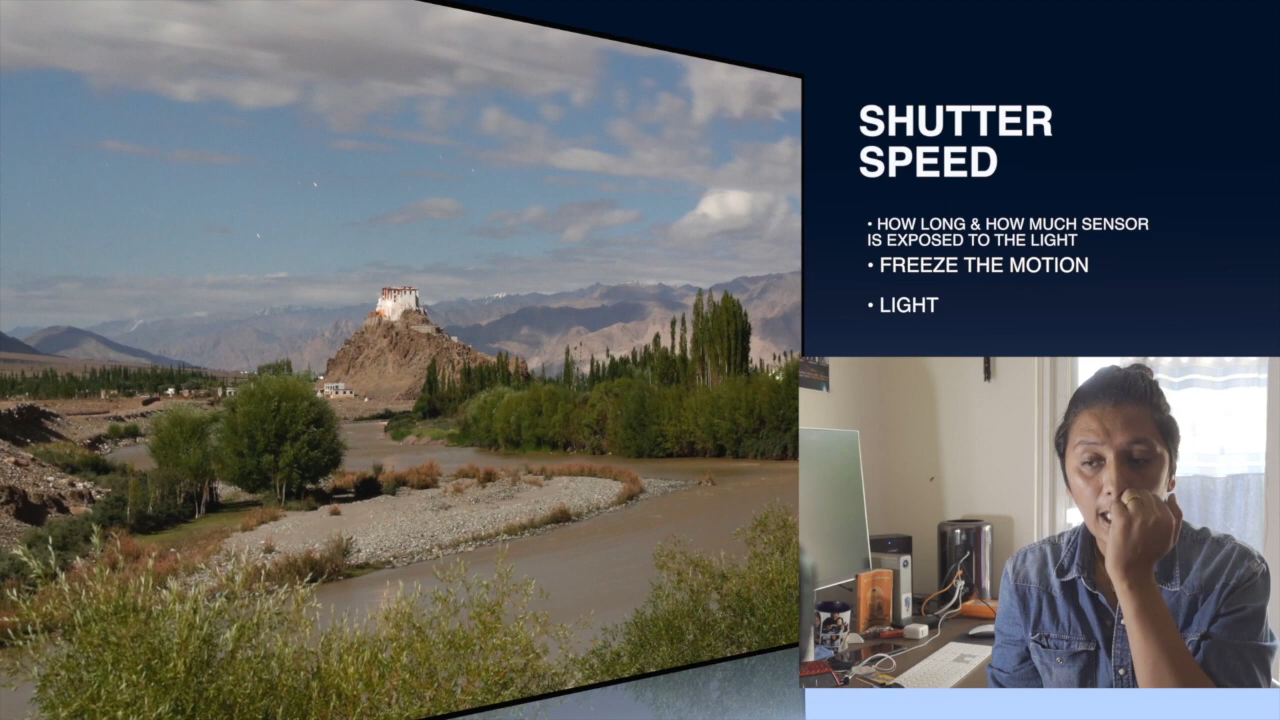 SHUTTER
SPEED
• HOW LONG & HOW MUCH SENSOR
IS EXPOSED TO THE LIGHT
• FREEZE THE MOTION
• LIGHT